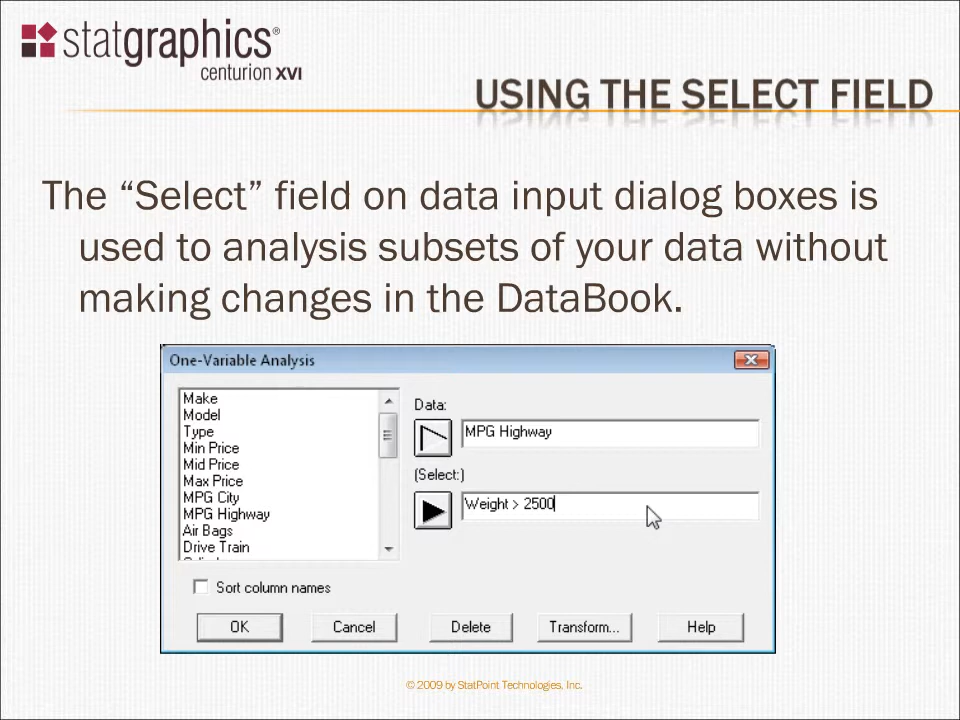 statgraphics®
centurion XVI
USING THE SELECT FIELD
The “Select” field on data input dialog boxes is
used to analysis subsets of your data without
making changes in the DataBook.
One-Variable Analysis
Make
Model
Type
Min Price
Mid Price
Max Price
MPG City
MPG Highway
Air Bags
Drive Train
Data:
MPG Highway
(Select:)
Weight > 2500
Sort column names
OK
Cancel
Delete
Transform...
Help
© 2009 by StatPoint Technologies, Inc.